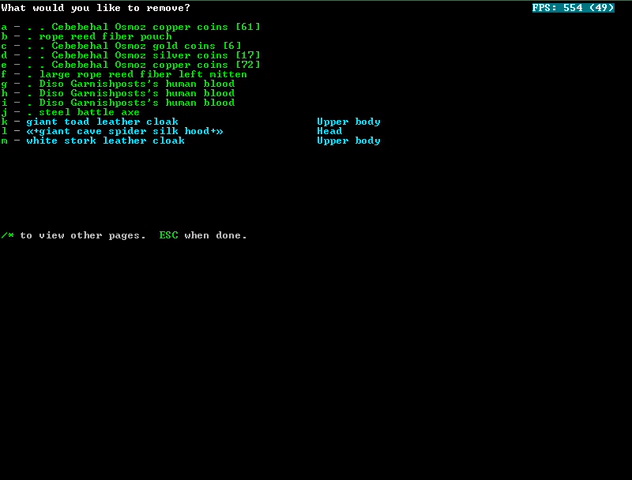 What would you like to remove? FPS: 554 (49)
a - . . Cebebehal Osmoz copper coins [61]
b - . rope reed fiber pouch
c - . . Cebebehal Osmoz gold coins [6]
d - . . Cebebehal Osmoz silver coins [17]
e - . . Cebebehal Osmoz copper coins [72]
f - . large rope reed fiber left mitten
g - . Diso Garnishposts's human blood
h - . Diso Garnishposts's human blood
i - . Diso Garnishposts's human blood
j - . steel battle axe
k - giant toad leather cloak Upper body
l - «+giant cave spider silk hood+» Head
m - white stork leather cloak Upper body
/* to view other pages. ESC when done.